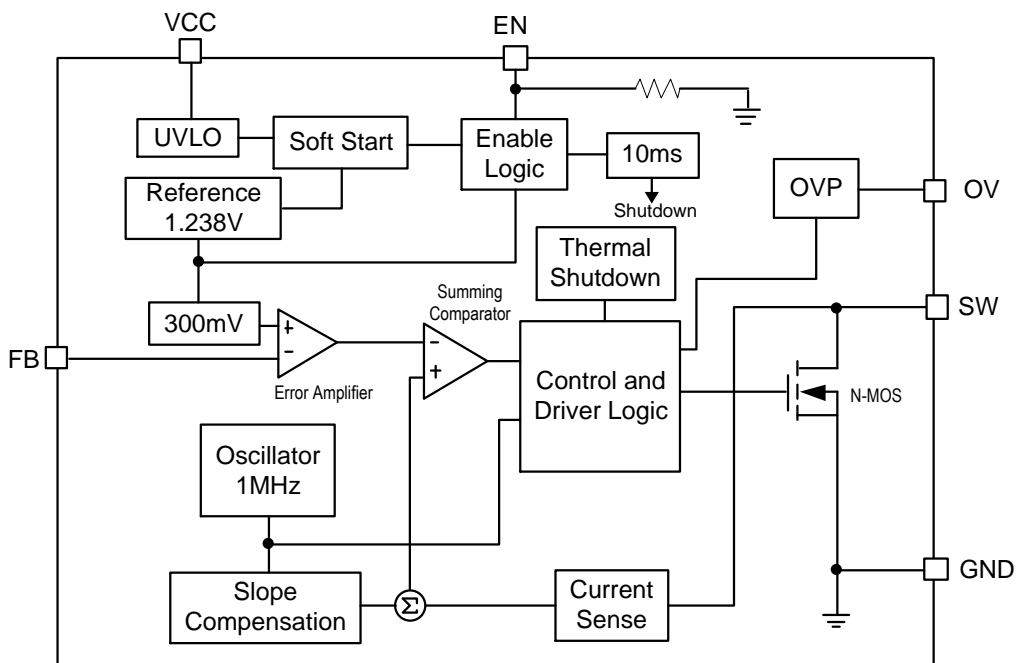 VCC
EN
UVLO
Soft Start
Enable
Logic
10ms
Shutdown
OVP
OV
Reference
1.238V
Thermal
Shutdown
300mV
Summing
Comparator
SW
FB
+
−
Error Amplifier
−
+
Control and
Driver Logic
N-MOS
Oscillator
1MHz
Slope
Compensation
Σ
Current
Sense
GND